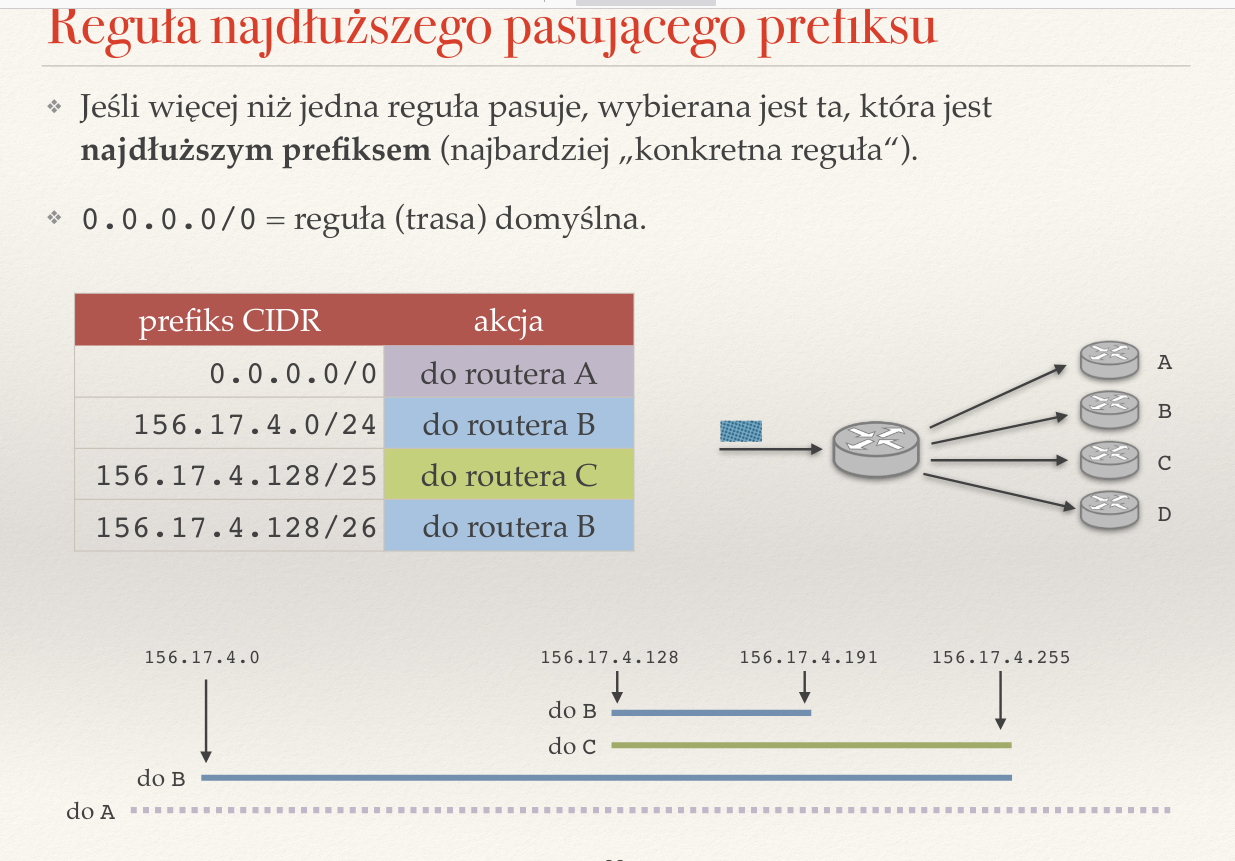 Reguła najdłuższego pasującego prefiksu
❖ Jeśli więcej niż jedna reguła pasuje, wybierana jest ta, która jest
najdłuższym prefiksem (najbardziej „konkretna reguła“).
❖ 0.0.0.0/0 = reguła (trasa) domyślna.
prefiks CIDR akcja
0.0.0.0/0 do routera A
156.17.4.0/24 do routera B
156.17.4.128/25 do routera C
156.17.4.128/26 do routera B
A
B
C
D
156.17.4.0 156.17.4.128 156.17.4.191 156.17.4.255
do B
do C
do B
do A